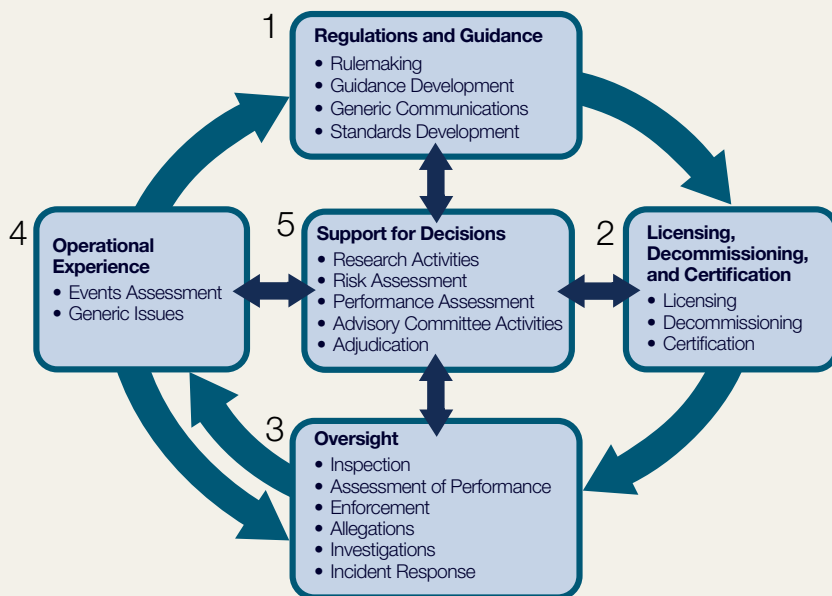 1
Regulations and Guidance
• Rulemaking
• Guidance Development
• Generic Communications
• Standards Development
2
Licensing,
Decommissioning,
and Certification
• Licensing
• Decommissioning
• Certification
3
Oversight
• Inspection
• Assessment of Performance
• Enforcement
• Allegations
• Investigations
• Incident Response
4
Operational
Experience
• Events Assessment
• Generic Issues
5
Support for Decisions
• Research Activities
• Risk Assessment
• Performance Assessment
• Advisory Committee Activities
• Adjudication